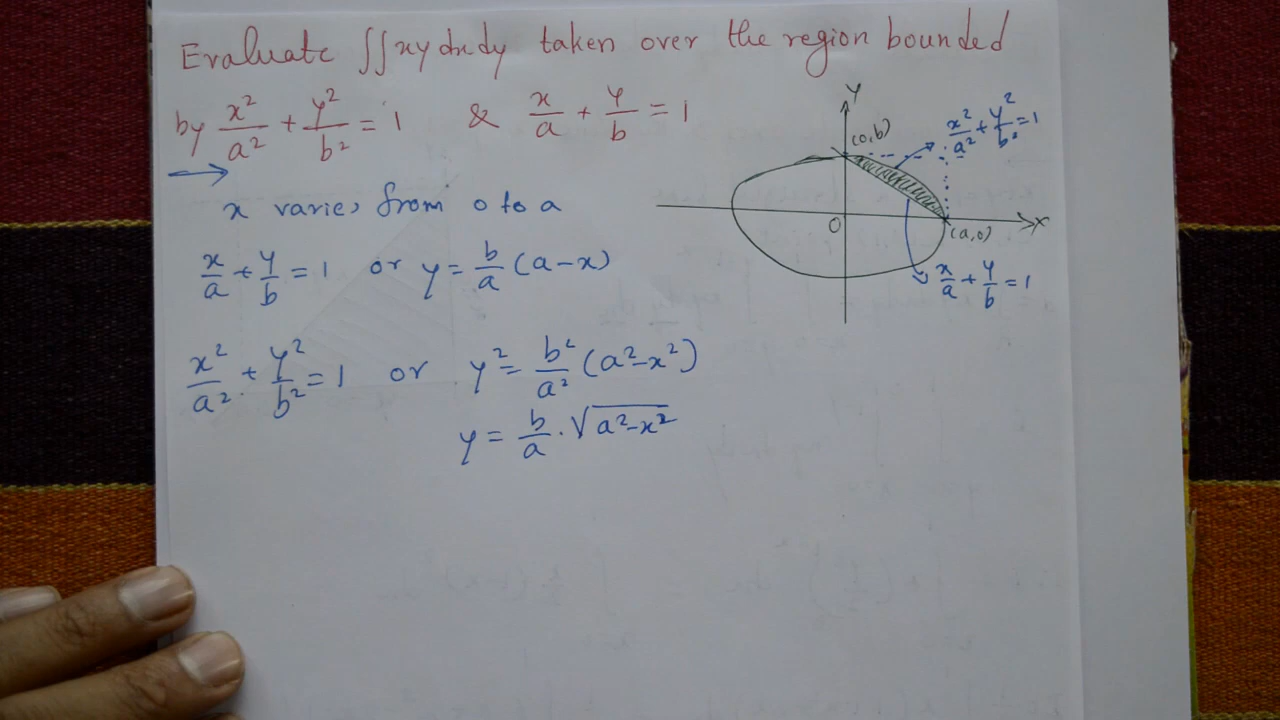 Evaluate ∫∫xy dx dy taken over the region bounded
by x²/a² + y²/b² = 1 & x/a + y/b = 1
x varies from 0 to a
x/a + y/b = 1 or y = b/a (a-x)
x²/a² + y²/b² = 1 or y² = b²/a² (a²-x²)
y = b/a · √a²-x²
Y
(0,b)
x²/a² + y²/b² = 1
O
X
(a,0)
x/a + y/b = 1